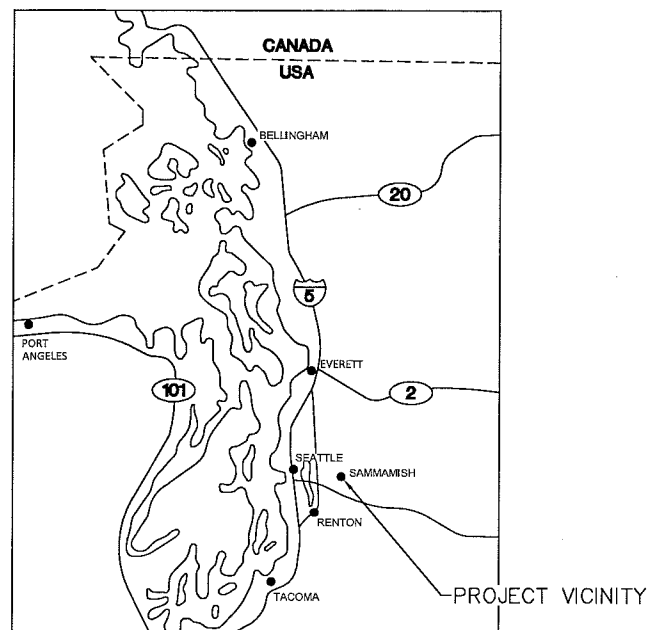 CANADA
USA
BELLINGHAM
20
5
PORT
ANGELES
EVERETT
101
2
SEATTLE
SAMMAMISH
RENTON
TACOMA
PROJECT VICINITY